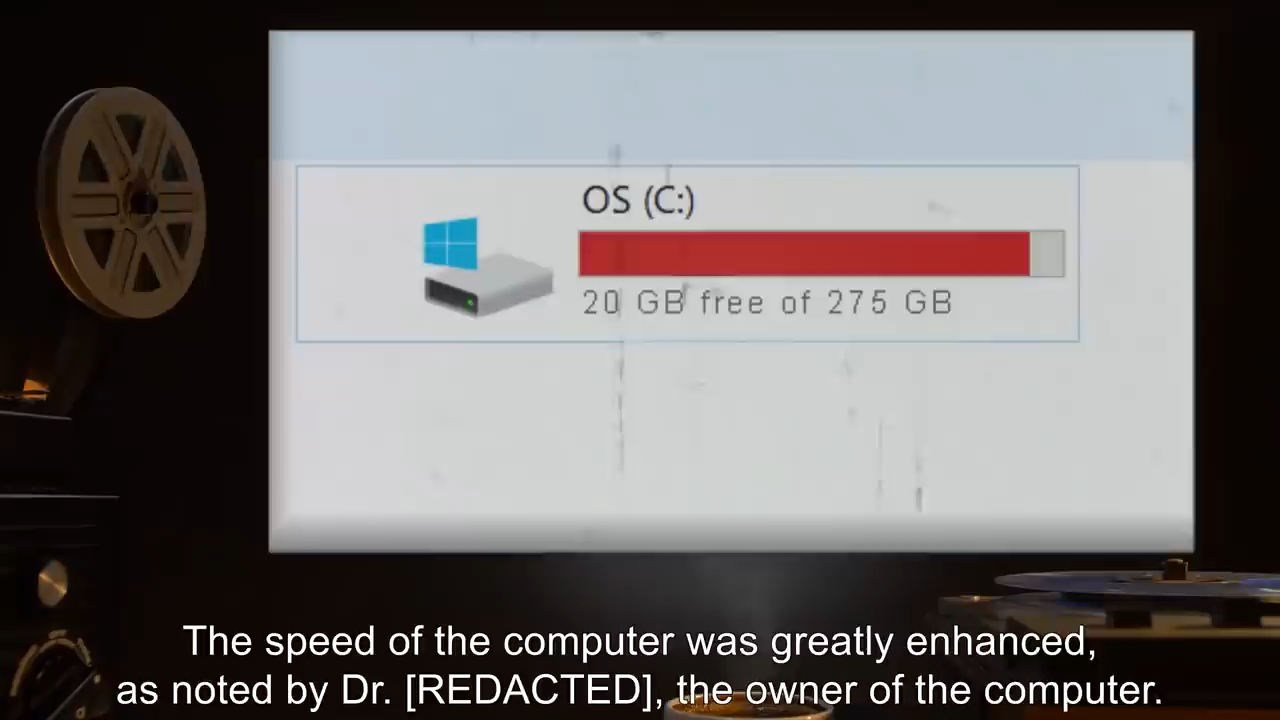 OS (C:)
20 GB free of 275 GB
The speed of the computer was greatly enhanced,
as noted by Dr. [REDACTED], the owner of the computer.